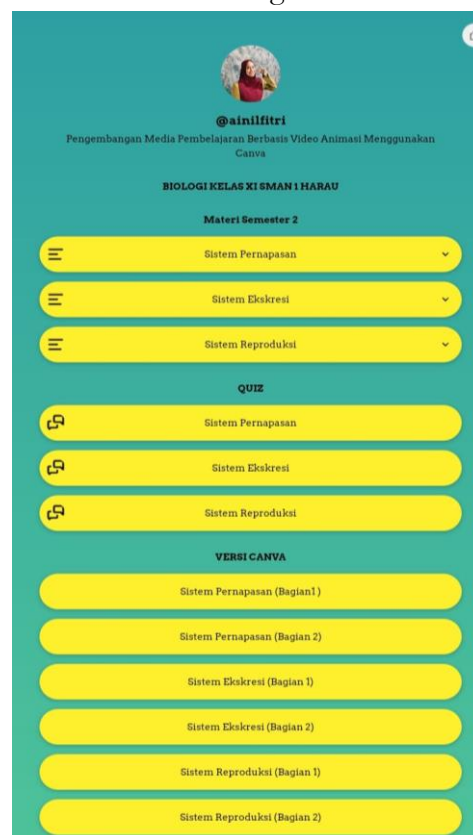 @ainilfitri
Pengembangan Media Pembelajaran Berbasis Video Animasi Menggunakan
Canva
BIOLOGI KELAS XI SMAN 1 HARAU
Materi Semester 2
Sistem Pernapasan
Sistem Ekskresi
Sistem Reproduksi
QUIZ
Sistem Pernapasan
Sistem Ekskresi
Sistem Reproduksi
VERSI CANVA
Sistem Pernapasan (Bagian1 )
Sistem Pernapasan (Bagian 2)
Sistem Ekskresi (Bagian 1)
Sistem Ekskresi (Bagian 2)
Sistem Reproduksi (Bagian 1)
Sistem Reproduksi (Bagian 2)